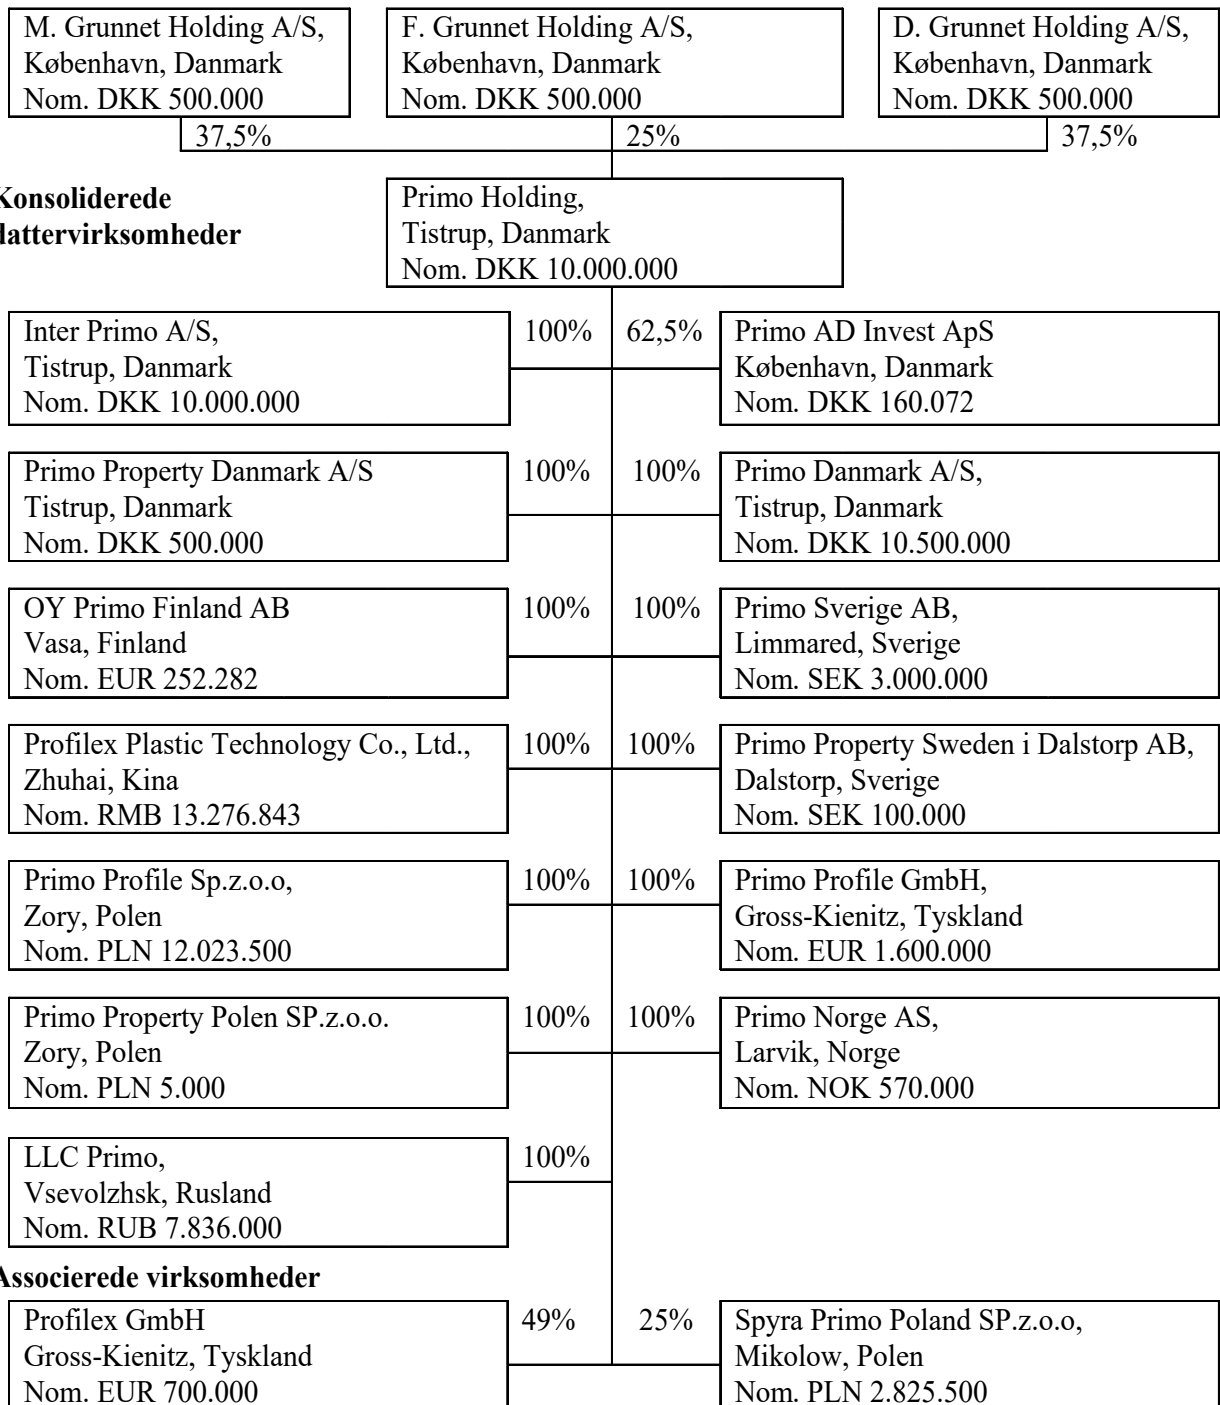 M. Grunnet Holding A/S,
København, Danmark
Nom. DKK 500.000
F. Grunnet Holding A/S,
København, Danmark
Nom. DKK 500.000
D. Grunnet Holding A/S,
København, Danmark
Nom. DKK 500.000
37,5%
25%
37,5%
Konsoliderede
dattervirksomheder
Primo Holding,
Tistrup, Danmark
Nom. DKK 10.000.000
Inter Primo A/S,
Tistrup, Danmark
Nom. DKK 10.000.000
100%
62,5%
Primo AD Invest ApS
København, Danmark
Nom. DKK 160.072
Primo Property Danmark A/S
Tistrup, Danmark
Nom. DKK 500.000
100%
100%
Primo Danmark A/S,
Tistrup, Danmark
Nom. DKK 10.500.000
OY Primo Finland AB
Vasa, Finland
Nom. EUR 252.282
100%
100%
Primo Sverige AB,
Limmared, Sverige
Nom. SEK 3.000.000
Profilex Plastic Technology Co., Ltd.,
Zhuhai, Kina
Nom. RMB 13.276.843
100%
100%
Primo Property Sweden i Dalstorp AB,
Dalstorp, Sverige
Nom. SEK 100.000
Primo Profile Sp.z.o.o,
Zory, Polen
Nom. PLN 12.023.500
100%
100%
Primo Profile GmbH,
Gross-Kienitz, Tyskland
Nom. EUR 1.600.000
Primo Property Polen SP.z.o.o.
Zory, Polen
Nom. PLN 5.000
100%
100%
Primo Norge AS,
Larvik, Norge
Nom. NOK 570.000
LLC Primo,
Vsevolzhsk, Rusland
Nom. RUB 7.836.000
100%
Associerede virksomheder
Profilex GmbH
Gross-Kienitz, Tyskland
Nom. EUR 700.000
49%
25%
Spyra Primo Poland SP.z.o.o,
Mikolow, Polen
Nom. PLN 2.825.500